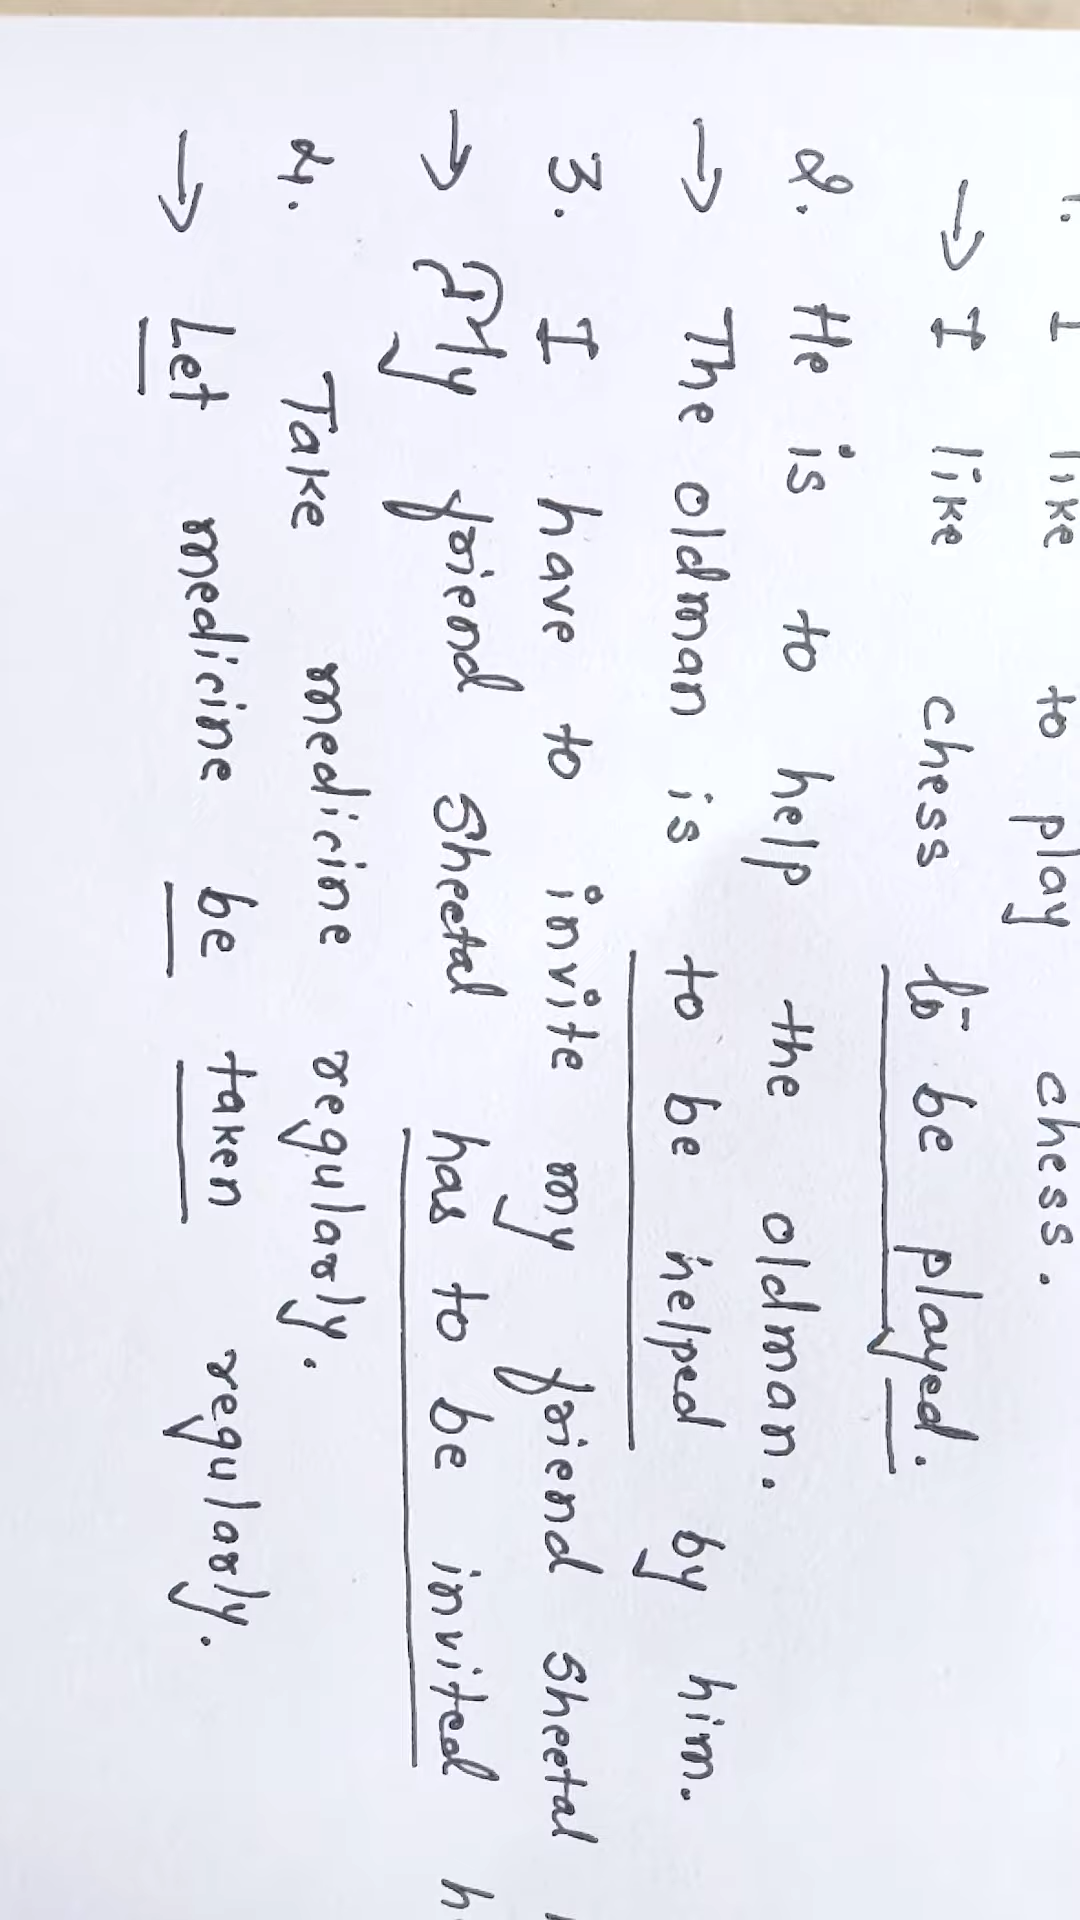 1. I like to play chess.
→ I like chess to be played.
2. He is to help the oldman.
→ The oldman is to be helped by him.
3. I have to invite my friend Sheetal
→ My friend Sheetal has to be invited
4. Take medicine regularly.
→ Let medicine be taken regularly.